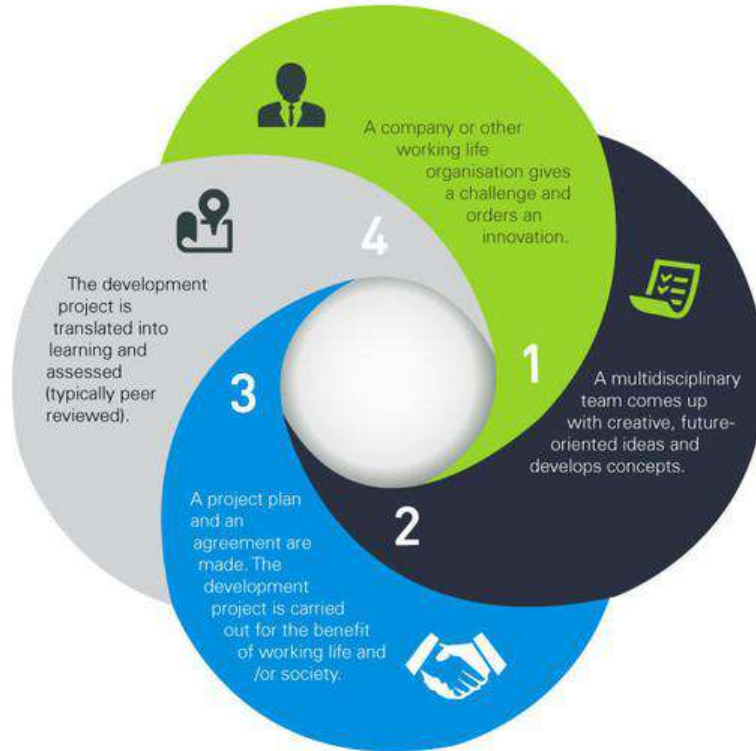 A company or other
working life
organisation gives
a challenge and
orders an
innovation.
1
A multidisciplinary
team comes up
with creative, future-
oriented ideas and
develops concepts.
2
A project plan
and an
agreement are
made. The
development
project is carried
out for the benefit
of working life and
/or society.
3
The development
project is
translated into
learning and
assessed
(typically peer
reviewed).
4